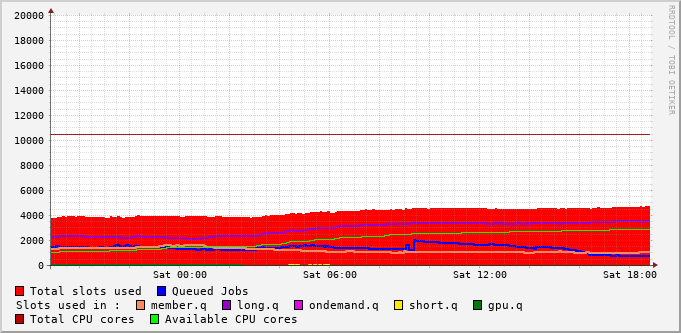 20000
18000
16000
14000
12000
10000
8000
6000
4000
2000
0
Sat 00:00 Sat 06:00 Sat 12:00 Sat 18:00
Total slots used Queued Jobs
Slots used in : member.q long.q ondemand.q short.q gpu.q
Total CPU cores Available CPU cores
RRDTOOL / TOBI OETIKER